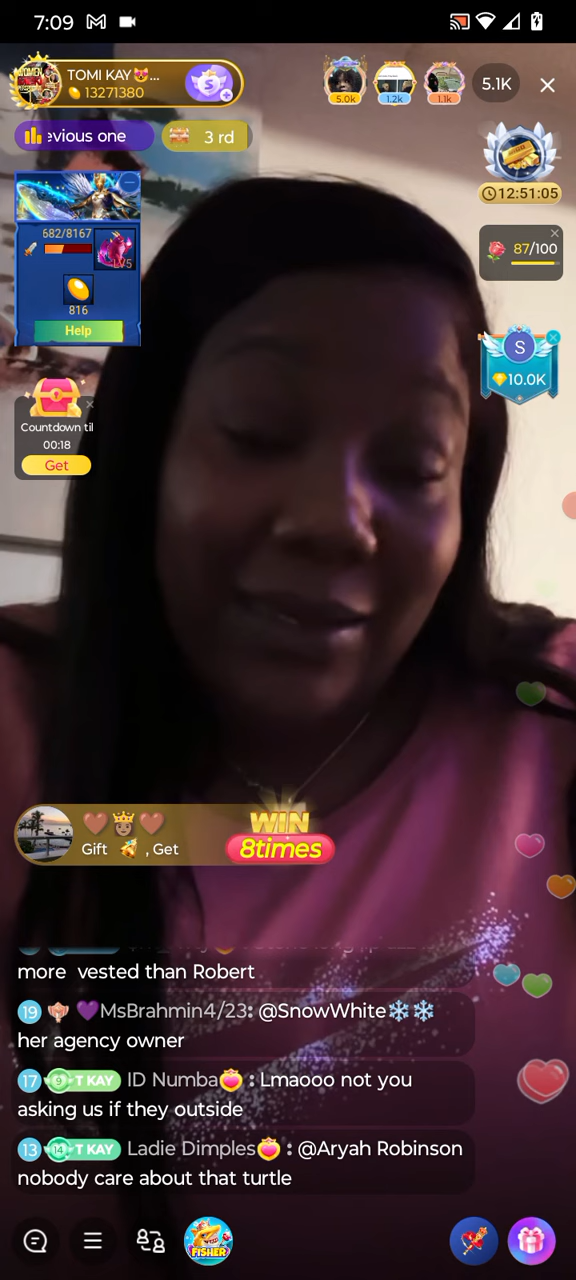 7:09
TOMI KAY😻...
13271380
5.0k
1.2k
1.1k
5.1K
evious one
3 rd
12:51:05
682/8167
LV5
816
Help
87/100
S
10.0K
Countdown til
00:18
Get
❤️👸🏽❤️
Gift , Get
WIN
8times
more vested than Robert
19 💜MsBrahmin4/23: @SnowWhite❄️❄️
her agency owner
17 9 T KAY ID Numba : Lmaooo not you
asking us if they outside
13 14 T KAY Ladie Dimples : @Aryah Robinson
nobody care about that turtle
FISHER